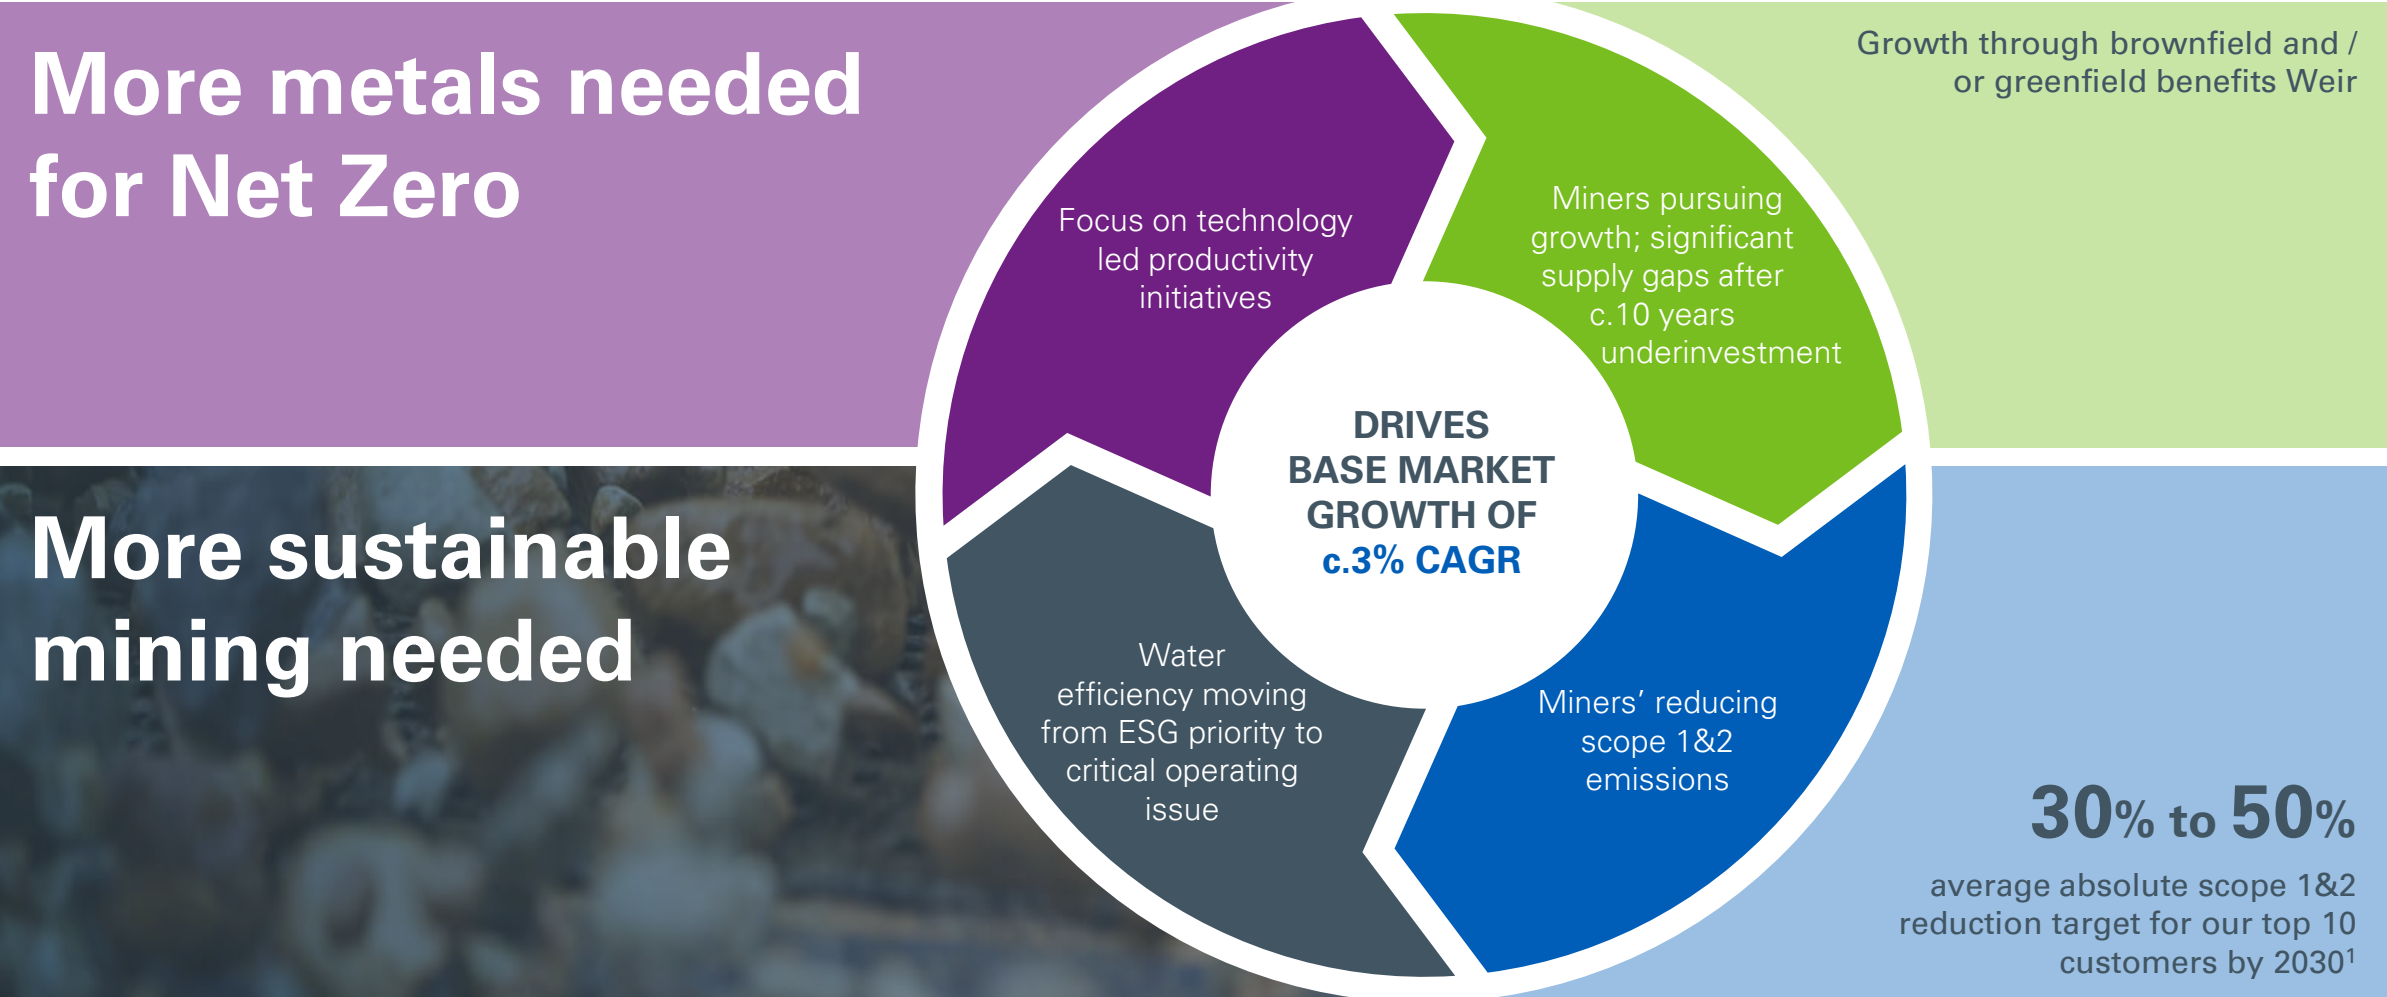 More metals needed
for Net Zero
Focus on technology
led productivity
initiatives
Miners pursuing
growth; significant
supply gaps after
c.10 years
underinvestment
Growth through brownfield and /
or greenfield benefits Weir
DRIVES
BASE MARKET
GROWTH OF
c.3% CAGR
More sustainable
mining needed
Water
efficiency moving
from ESG priority to
critical operating
issue
Miners’ reducing
scope 1&2
emissions
30% to 50%
average absolute scope 1&2
reduction target for our top 10
customers by 2030¹